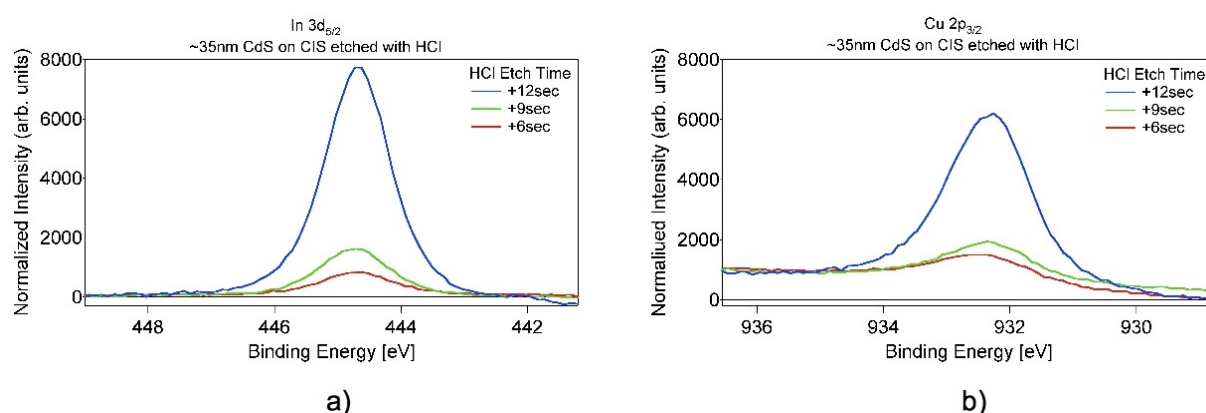 In 3d5/2
~35nm CdS on CIS etched with HCl
8000
6000
4000
2000
0
Normalized Intensity (arb. units)
HCl Etch Time
+12sec
+9sec
+6sec
448
446
444
442
Binding Energy [eV]
a)
Cu 2p3/2
~35nm CdS on CIS etched with HCl
8000
6000
4000
2000
0
Normaliued Intensity (arb. units)
HCl Etch Time
+12sec
+9sec
+6sec
936
934
932
930
Binding Energy [eV]
b)